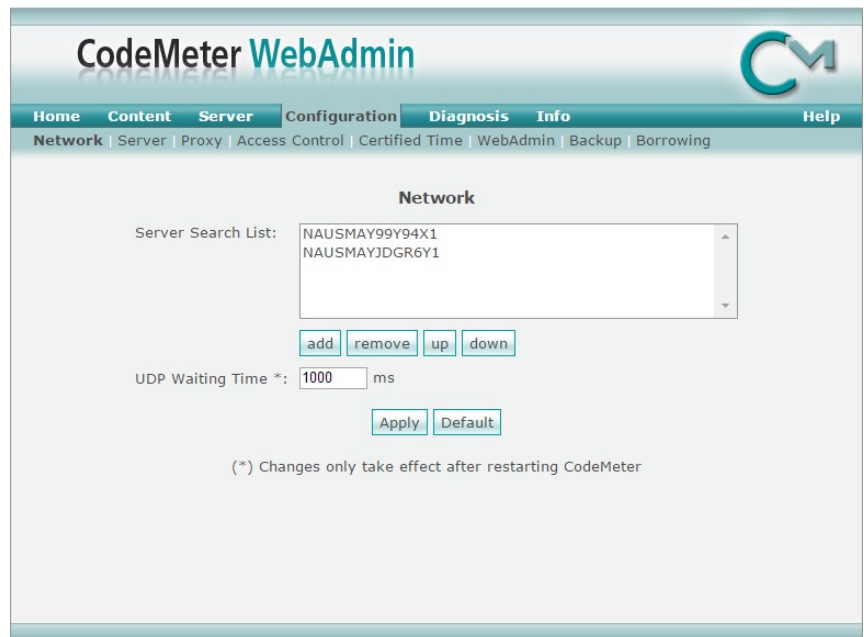 CodeMeter WebAdmin
CM
Home Content Server Configuration Diagnosis Info Help
Network | Server | Proxy | Access Control | Certified Time | WebAdmin | Backup | Borrowing
Network
Server Search List:
NAUSMAY99Y94X1
NAUSMAYJDGR6Y1
add remove up down
UDP Waiting Time *: 1000 ms
Apply Default
(*) Changes only take effect after restarting CodeMeter